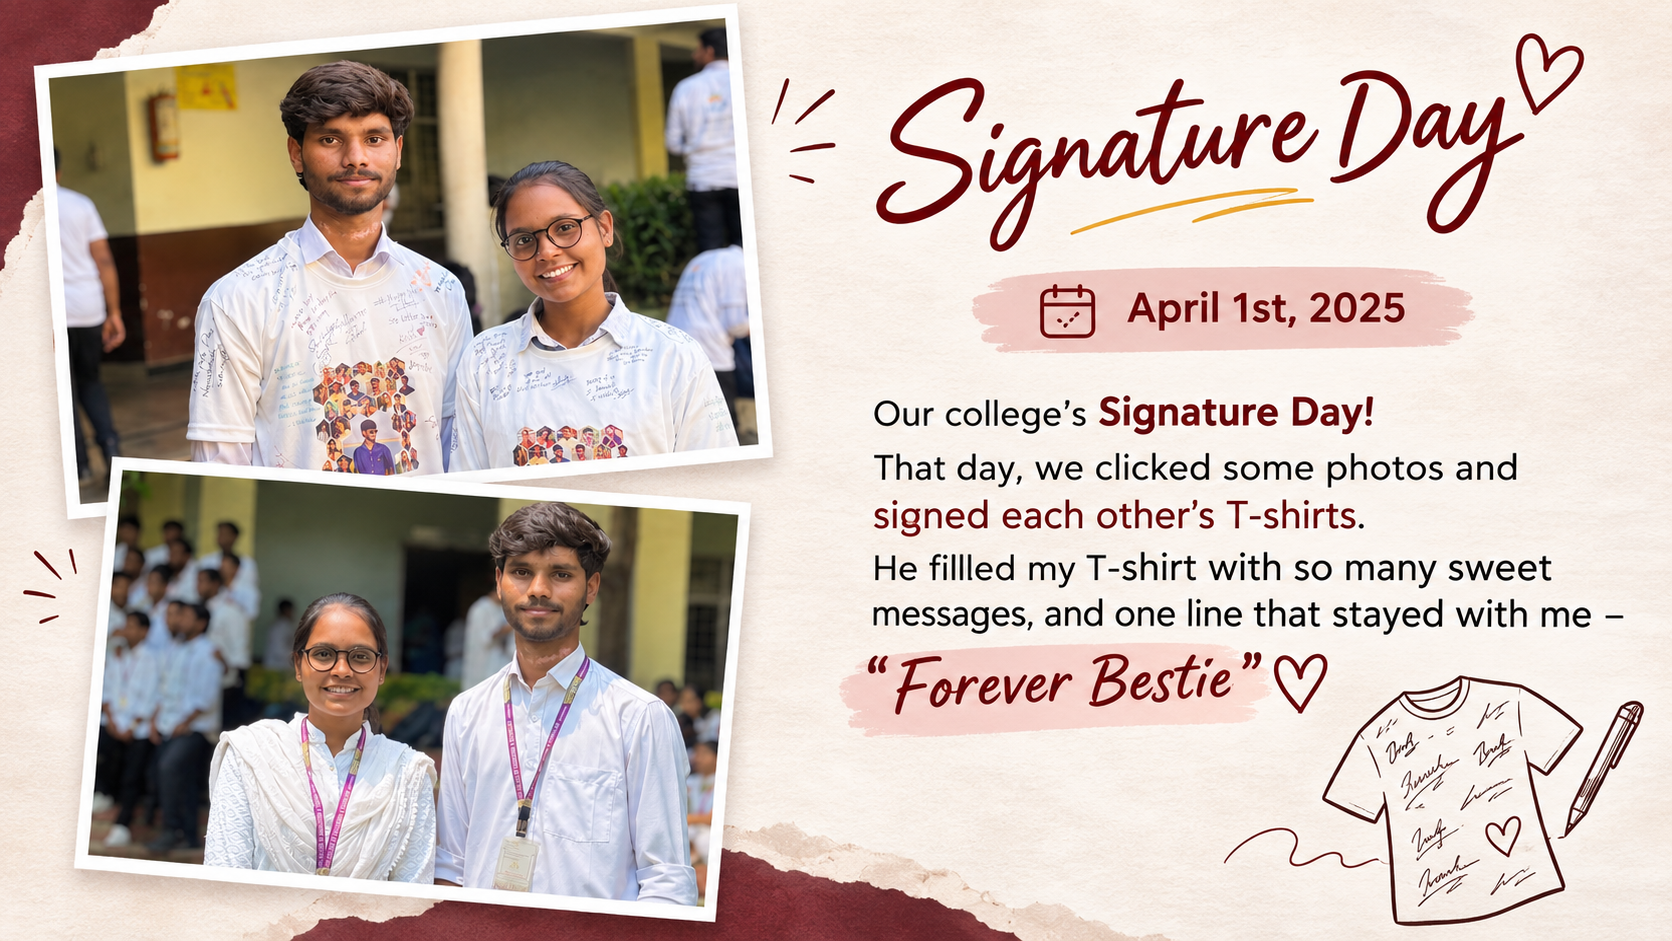 Signature Day
April 1st, 2025
Our college's Signature Day!
That day, we clicked some photos and
signed each other's T-shirts.
He fillled my T-shirt with so many sweet
messages, and one line that stayed with me –
"Forever Bestie"